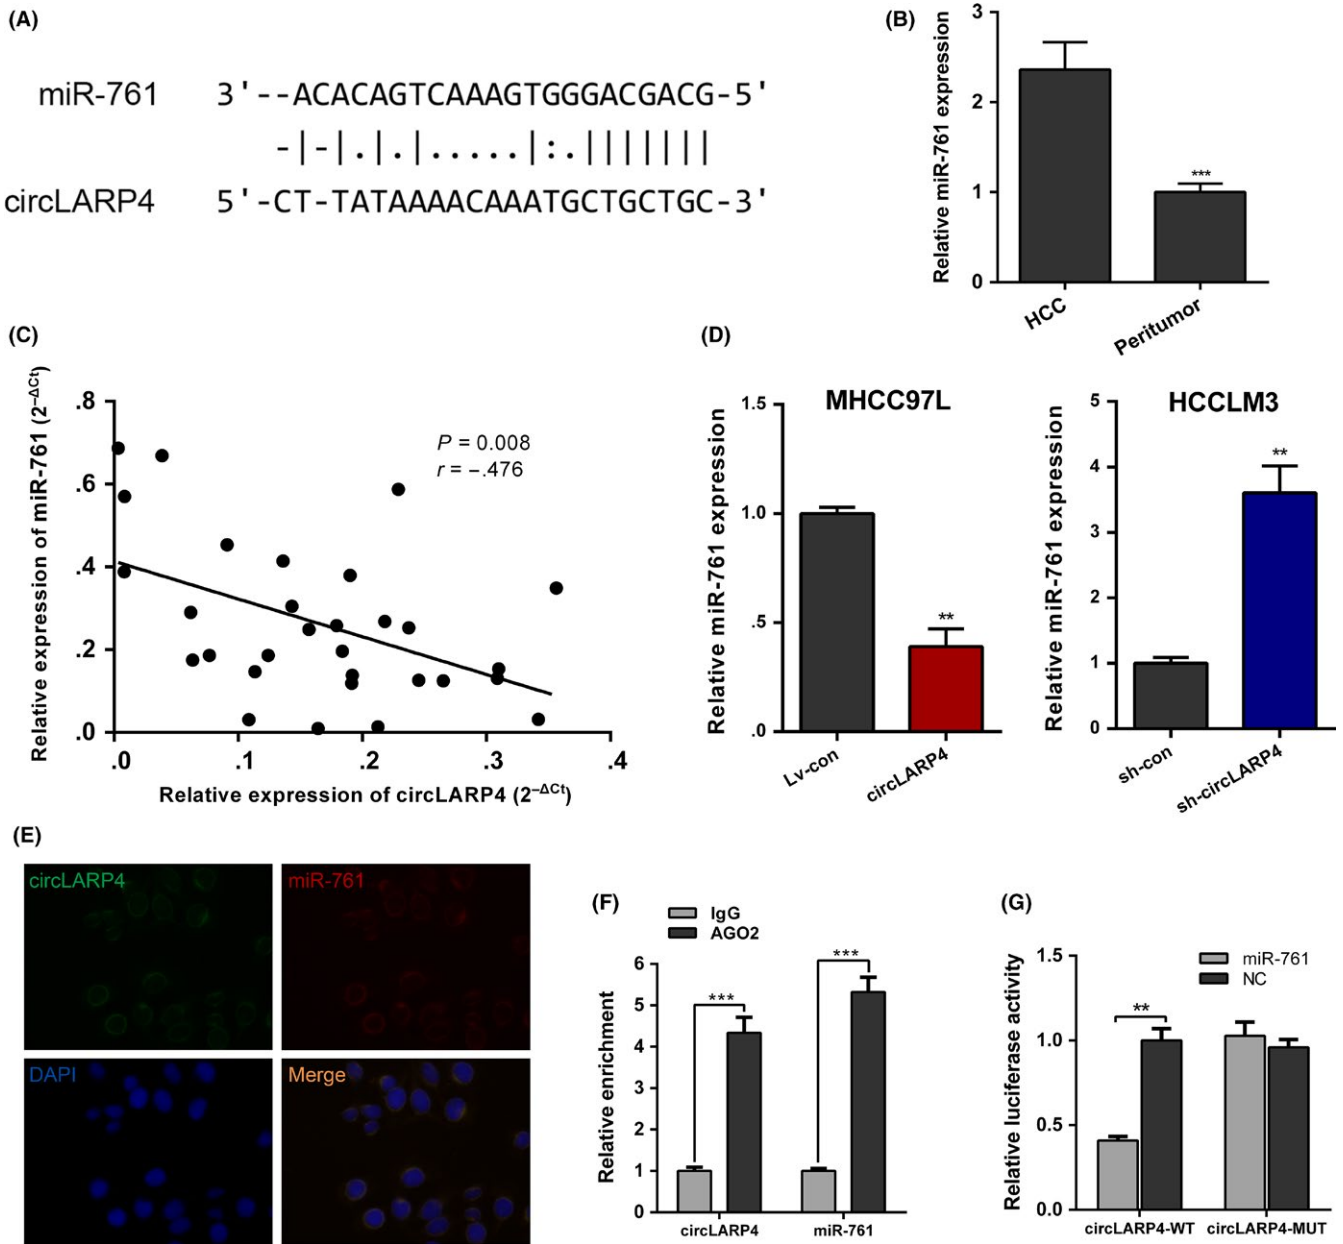 (A)
miR-761 3'--ACACAGTCAAAGTGGGACGACG-5'
-|-|.|.|.....|:.|||||||
circLARP4 5'-CT-TATAAAACAAATGCTGCTGC-3'
(B)
Relative miR-761 expression
3
2
1
0
***
HCC
Peritumor
(C)
Relative expression of miR-761 (2–ΔCt)
.8
.6
.4
.2
.0
P = 0.008
r = –.476
.0 .1 .2 .3 .4
Relative expression of circLARP4 (2–ΔCt)
(D)
MHCC97L
Relative miR-761 expression
1.5
1.0
.5
.0
**
Lv-con
circLARP4
HCCLM3
Relative miR-761 expression
5
4
3
2
1
0
**
sh-con
sh-circLARP4
(E)
circLARP4
miR-761
DAPI
Merge
(F)
IgG
AGO2
Relative enrichment
6
5
4
3
2
1
0
***
***
circLARP4 miR-761
(G)
miR-761
NC
Relative luciferase activity
1.5
1.0
0.5
0.0
**
circLARP4-WT circLARP4-MUT